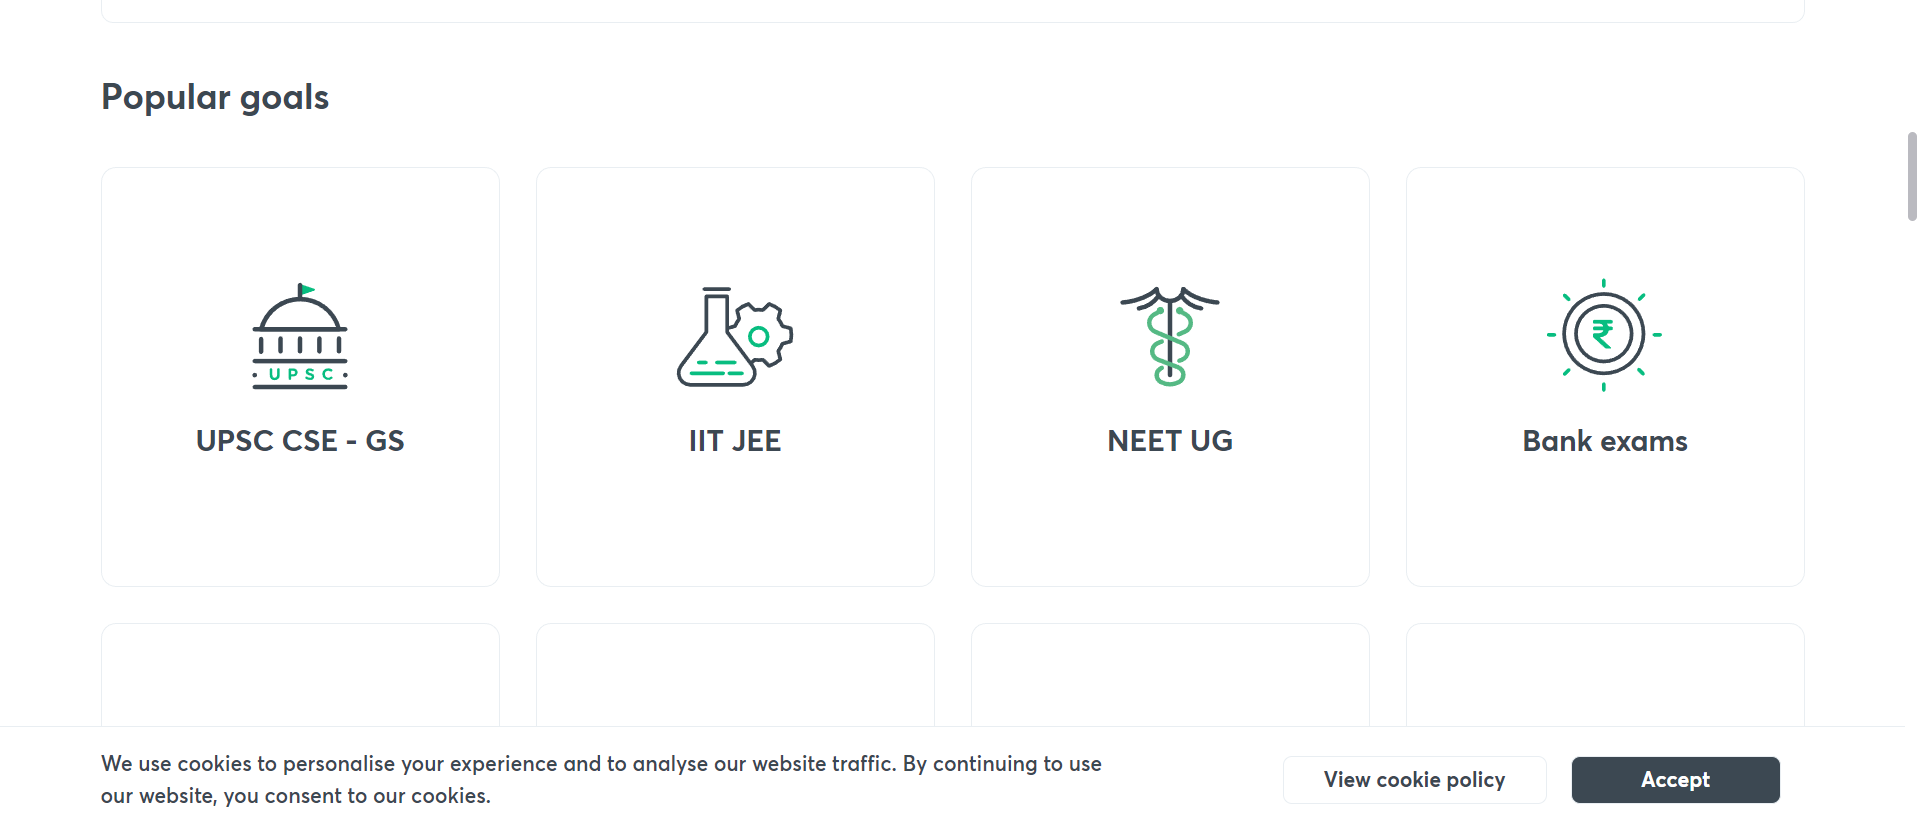 Popular goals
U P S C
₹
UPSC CSE - GS
IIT JEE
NEET UG
Bank exams
We use cookies to personalise your experience and to analyse our website traffic. By continuing to use
our website, you consent to our cookies.
View cookie policy
Accept